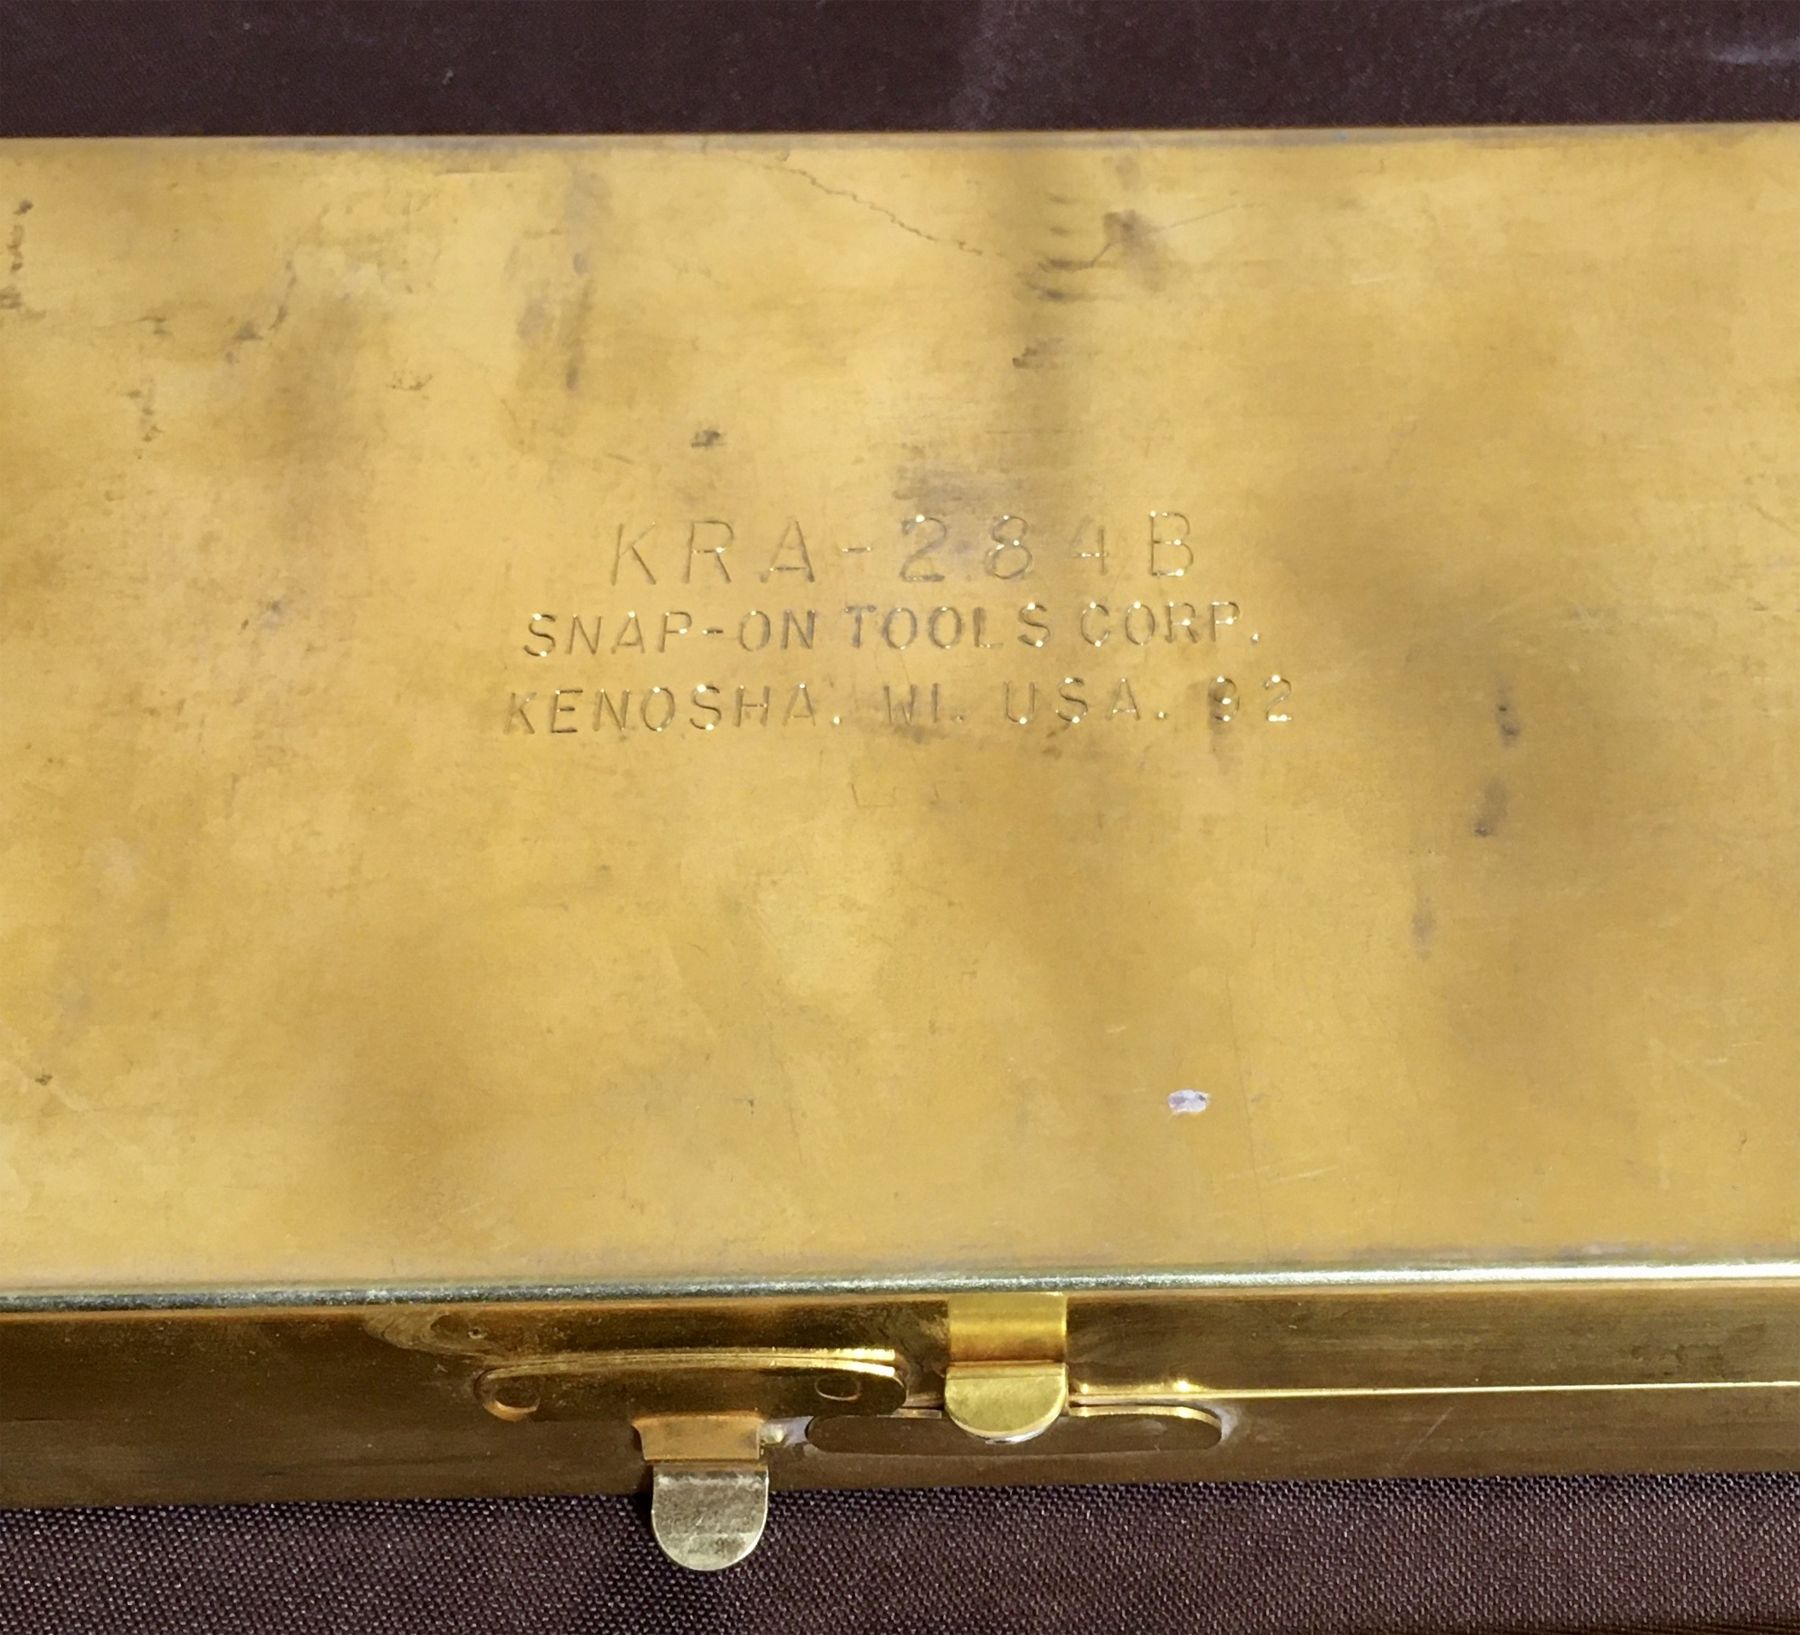 KRA-284B
SNAP-ON TOOLS CORP.
KENOSHA. WI. USA. 92